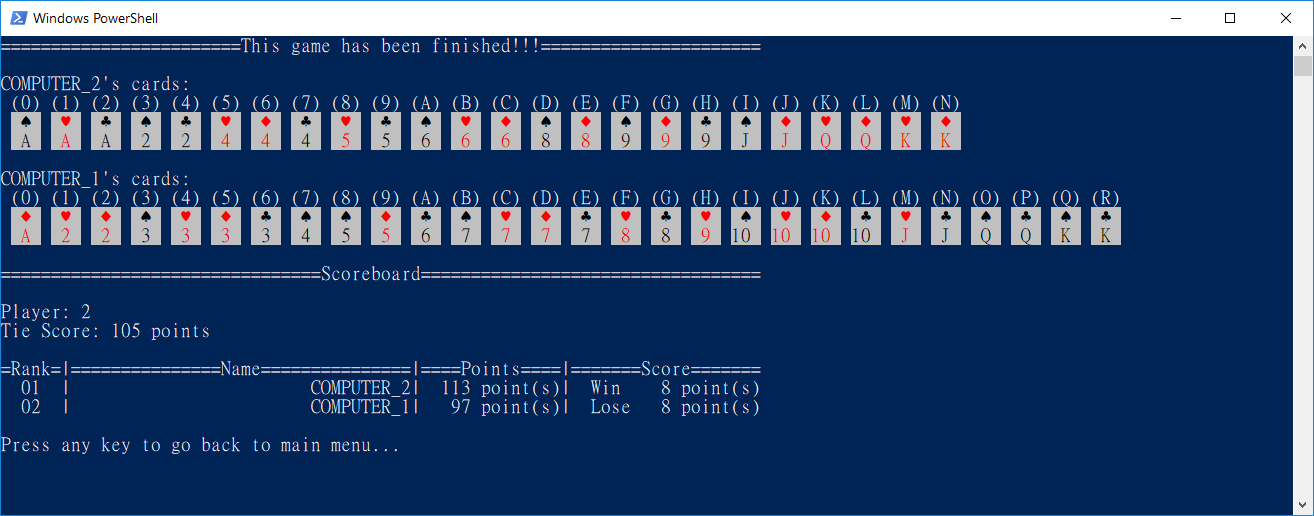 Windows PowerShell
========================This game has been finished!!!======================
COMPUTER_2's cards:
(0) (1) (2) (3) (4) (5) (6) (7) (8) (9) (A) (B) (C) (D) (E) (F) (G) (H) (I) (J) (K) (L) (M) (N)
♠ ♥ ♣ ♠ ♣ ♥ ♦ ♣ ♥ ♣ ♠ ♥ ♦ ♠ ♦ ♠ ♦ ♣ ♠ ♦ ♥ ♦ ♥ ♦
A A A 2 2 4 4 4 5 5 6 6 6 8 8 9 9 9 J J Q Q K K
COMPUTER_1's cards:
(0) (1) (2) (3) (4) (5) (6) (7) (8) (9) (A) (B) (C) (D) (E) (F) (G) (H) (I) (J) (K) (L) (M) (N) (O) (P) (Q) (R)
♦ ♥ ♦ ♠ ♥ ♦ ♣ ♠ ♠ ♦ ♣ ♠ ♥ ♦ ♣ ♥ ♣ ♥ ♠ ♥ ♦ ♣ ♥ ♣ ♠ ♣ ♠ ♣
A 2 2 3 3 3 3 4 5 5 6 7 7 7 7 8 8 9 10 10 10 10 J J Q Q K K
================================Scoreboard==================================
Player: 2
Tie Score: 105 points
=Rank=|===============Name===============|====Points====|=======Score=======
01 | COMPUTER_2| 113 point(s)| Win 8 point(s)
02 | COMPUTER_1| 97 point(s)| Lose 8 point(s)
Press any key to go back to main menu...